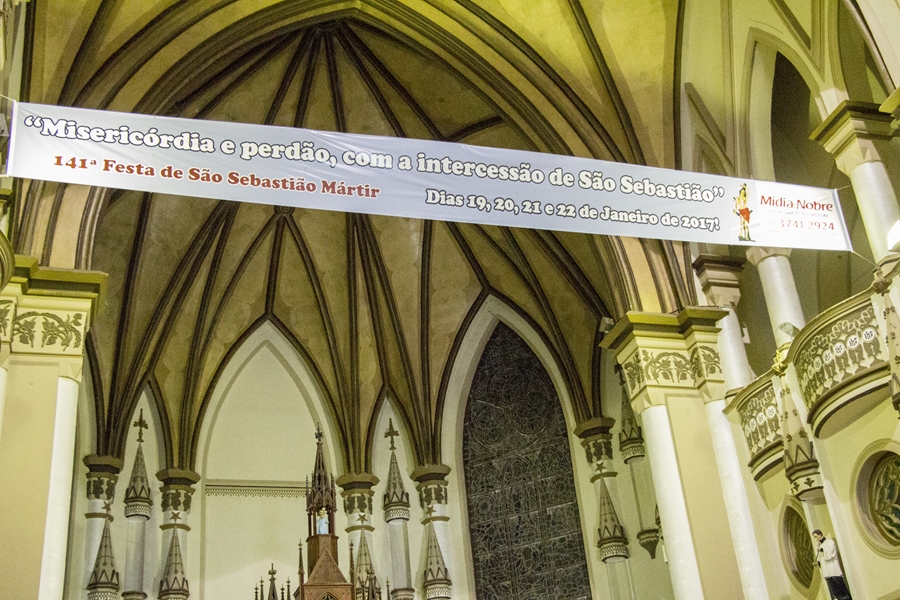 “Misericórdia e perdão, com a intercessão de São Sebastião”
141ª Festa de São Sebastião Mártir
Dias 19, 20, 21 e 22 de Janeiro de 2017!
Mídia Nobre
3741 2924